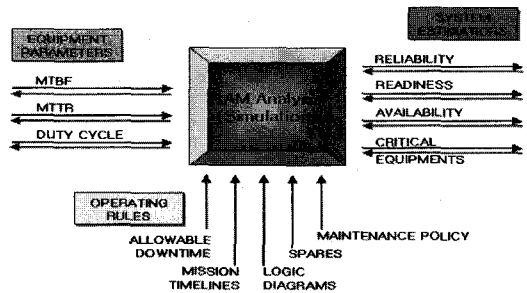 EQUIPMENT
PARAMETERS
MTBF
MTTR
DUTY CYCLE
RAM Analysis
(Simulation)
SYSTEM
ESTIMATIONS
RELIABILITY
READINESS
AVAILABILITY
CRITICAL
EQUIPMENTS
OPERATING
RULES
ALLOWABLE
DOWNTIME
MISSION
TIMELINES
LOGIC
DIAGRAMS
SPARES
MAINTENANCE POLICY